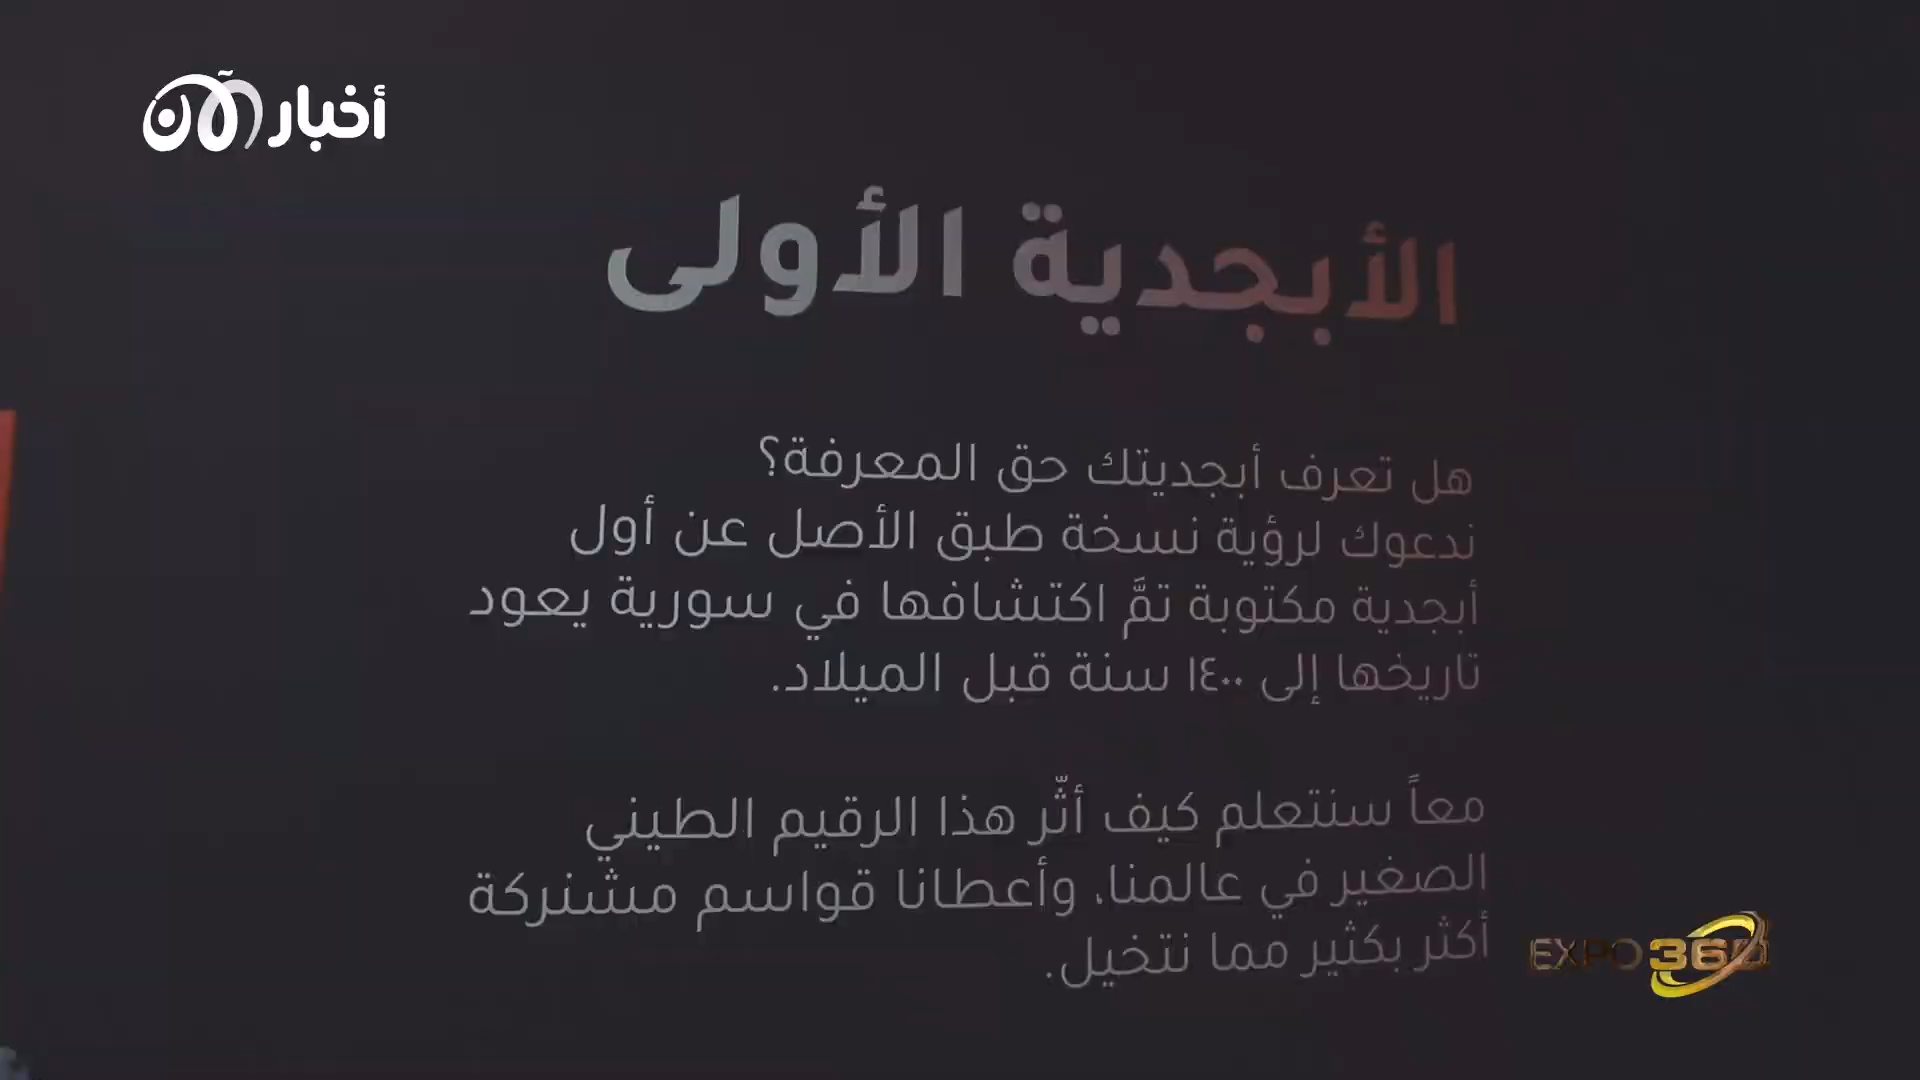 أخبار الآن
الأبجدية الأولى
هل تعرف أبجديتك حق المعرفة؟
ندعوك لرؤية نسخة طبق الأصل عن أول
أبجدية مكتوبة تمَّ اكتشافها في سورية يعود
تاريخها إلى ١٤٠٠ سنة قبل الميلاد.
معاً سنتعلم كيف أثّر هذا الرقيم الطيني
الصغير في عالمنا، وأعطانا قواسم مشتركة
أكثر بكثير مما نتخيل.
EXPO 360